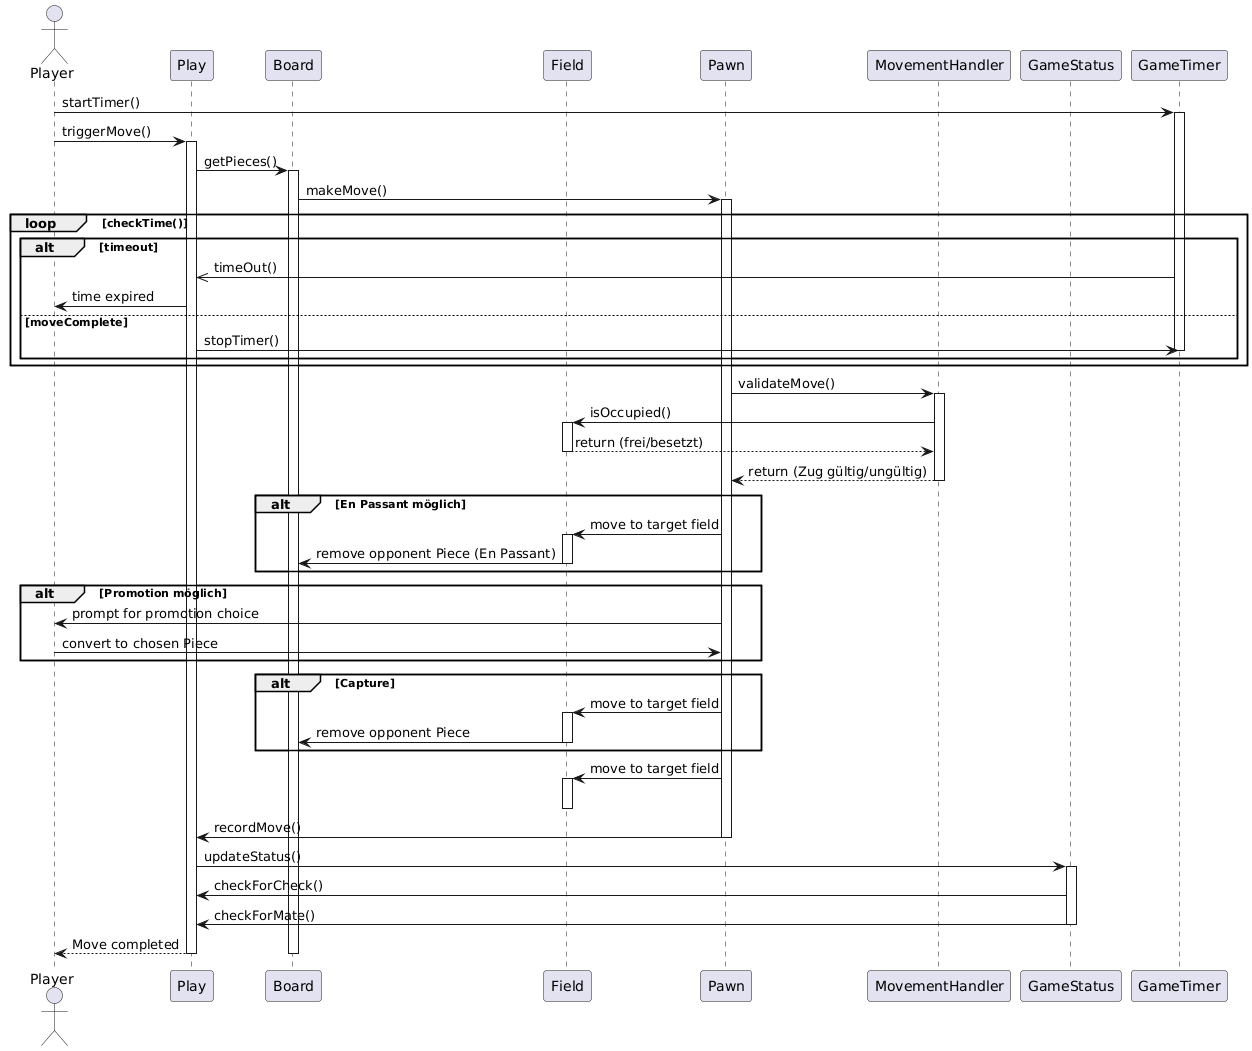 Player
Play
Board
Field
Pawn
MovementHandler
GameStatus
GameTimer
startTimer()
triggerMove()
getPieces()
makeMove()
loop [checkTime()]
alt [timeout]
timeOut()
time expired
[moveComplete]
stopTimer()
validateMove()
isOccupied()
return (frei/besetzt)
return (Zug gültig/ungültig)
alt [En Passant möglich]
move to target field
remove opponent Piece (En Passant)
alt [Promotion möglich]
prompt for promotion choice
convert to chosen Piece
alt [Capture]
move to target field
remove opponent Piece
move to target field
recordMove()
updateStatus()
checkForCheck()
checkForMate()
Move completed
Player
Play
Board
Field
Pawn
MovementHandler
GameStatus
GameTimer